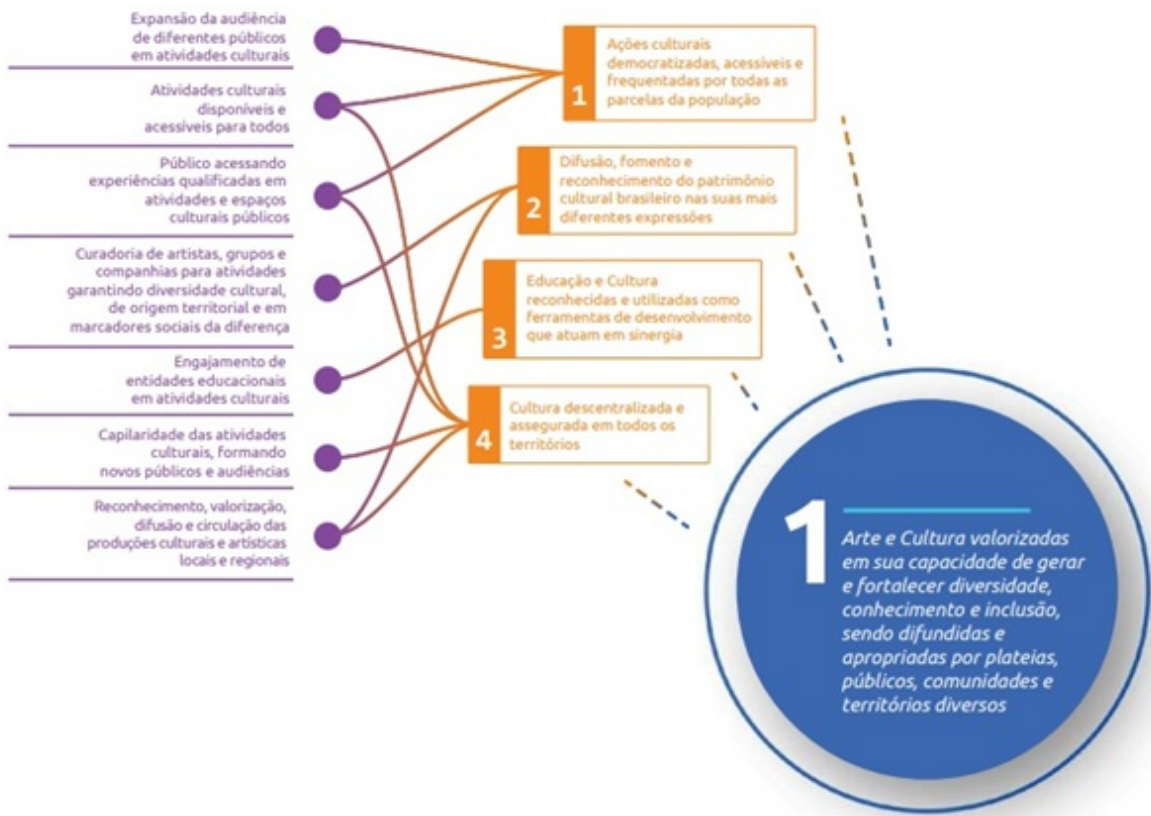 Expansão da audiência
de diferentes públicos
em atividades culturais
Atividades culturais
disponíveis e
acessíveis para todos
Público acessando
experiências qualificadas em
atividades e espaços
culturais públicos
Curadoria de artistas, grupos e
companhias para atividades
garantindo diversidade cultural,
de origem territorial e em
marcadores sociais da diferença
Engajamento de
entidades educacionais
em atividades culturais
Capilaridade das atividades
culturais, formando
novos públicos e audiências
Reconhecimento, valorização,
difusão e circulação das
produções culturais e artísticas
locais e regionais
1
Ações culturais
democratizadas, acessíveis e
frequentadas por todas as
parcelas da população
2
Difusão, fomento e
reconhecimento do patrimônio
cultural brasileiro nas suas mais
diferentes expressões
3
Educação e Cultura
reconhecidas e utilizadas como
ferramentas de desenvolvimento
que atuam em sinergia
4
Cultura descentralizada e
assegurada em todos os
territórios
1
Arte e Cultura valorizadas
em sua capacidade de gerar
e fortalecer diversidade,
conhecimento e inclusão,
sendo difundidas e
apropriadas por plateias,
públicos, comunidades e
territórios diversos